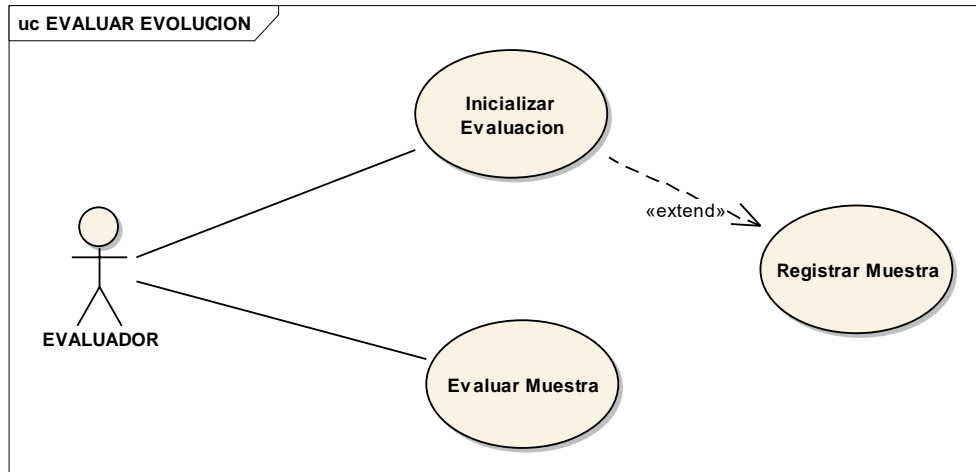 uc EVALUAR EVOLUCION
Inicializar
Evaluacion
«extend»
Registrar Muestra
EVALUADOR
Evaluar Muestra